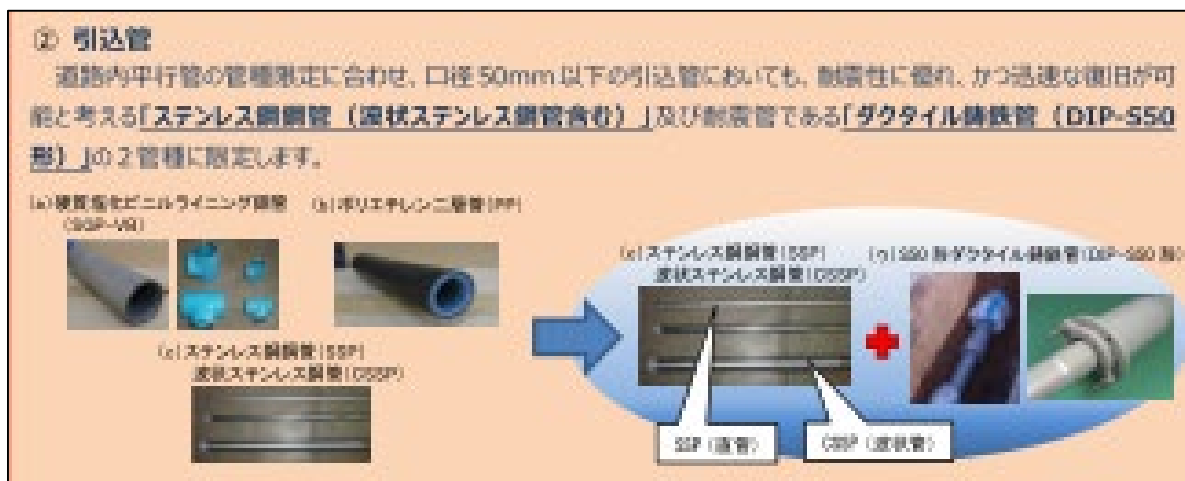 ② 引込管
道路内平行管の管種限定に合わせ、口径50mm以下の引込管においても、耐震性に優れ、かつ迅速な復旧が可
能と考える「ステンレス鋼鋼管（波状ステンレス鋼管含む）」及び耐震管である「ダクタイル鋳鉄管（DIP-S50
形）」の2管種に限定します。
(a)硬質塩化ビニルライニング鋼管
(SGP-VB)
(b)ポリエチレン二層管(PP)
(c)ステンレス鋼鋼管(SSP)
波状ステンレス鋼管(CSSP)
ステンレス鋼鋼管(SSP)
波状ステンレス鋼管(CSSP)
S50形ダクタイル鋳鉄管(DIP-S50形)
SSP（直管）
CSSP（波状管）